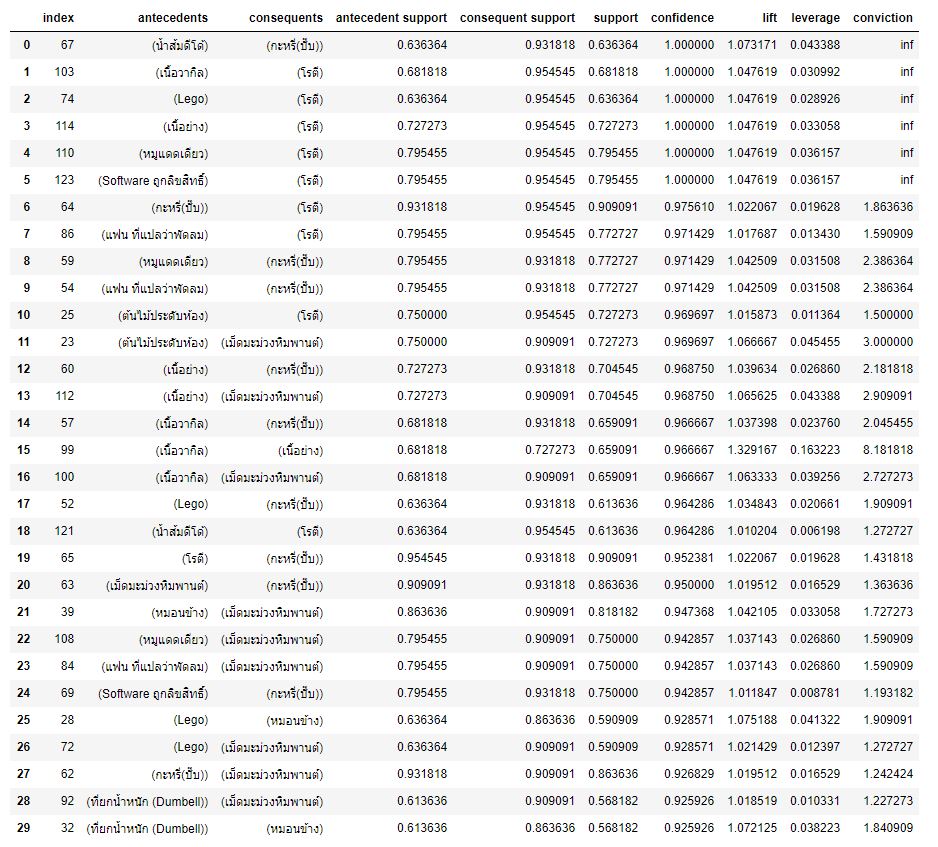 index antecedents consequents antecedent support consequent support support confidence lift leverage conviction
0 67 (น้ำส้มดีโด้) (กะหรี่(ปั๊บ)) 0.636364 0.931818 0.636364 1.000000 1.073171 0.043388 inf
1 103 (เนื้อวากิล) (โรตี) 0.681818 0.954545 0.681818 1.000000 1.047619 0.030992 inf
2 74 (Lego) (โรตี) 0.636364 0.954545 0.636364 1.000000 1.047619 0.028926 inf
3 114 (เนื้อย่าง) (โรตี) 0.727273 0.954545 0.727273 1.000000 1.047619 0.033058 inf
4 110 (หมูแดดเดียว) (โรตี) 0.795455 0.954545 0.795455 1.000000 1.047619 0.036157 inf
5 123 (Software ถูกลิขสิทธิ์) (โรตี) 0.795455 0.954545 0.795455 1.000000 1.047619 0.036157 inf
6 64 (กะหรี่(ปั๊บ)) (โรตี) 0.931818 0.954545 0.909091 0.975610 1.022067 0.019628 1.863636
7 86 (แฟน ที่แปลว่าพัดลม) (โรตี) 0.795455 0.954545 0.772727 0.971429 1.017687 0.013430 1.590909
8 59 (หมูแดดเดียว) (กะหรี่(ปั๊บ)) 0.795455 0.931818 0.772727 0.971429 1.042509 0.031508 2.386364
9 54 (แฟน ที่แปลว่าพัดลม) (กะหรี่(ปั๊บ)) 0.795455 0.931818 0.772727 0.971429 1.042509 0.031508 2.386364
10 25 (ต้นไม้ประดับห้อง) (โรตี) 0.750000 0.954545 0.727273 0.969697 1.015873 0.011364 1.500000
11 23 (ต้นไม้ประดับห้อง) (เม็ดมะม่วงหิมพานต์) 0.750000 0.909091 0.727273 0.969697 1.066667 0.045455 3.000000
12 60 (เนื้อย่าง) (กะหรี่(ปั๊บ)) 0.727273 0.931818 0.704545 0.968750 1.039634 0.026860 2.181818
13 112 (เนื้อย่าง) (เม็ดมะม่วงหิมพานต์) 0.727273 0.909091 0.704545 0.968750 1.065625 0.043388 2.909091
14 57 (เนื้อวากิล) (กะหรี่(ปั๊บ)) 0.681818 0.931818 0.659091 0.966667 1.037398 0.023760 2.045455
15 99 (เนื้อวากิล) (เนื้อย่าง) 0.681818 0.727273 0.659091 0.966667 1.329167 0.163223 8.181818
16 100 (เนื้อวากิล) (เม็ดมะม่วงหิมพานต์) 0.681818 0.909091 0.659091 0.966667 1.063333 0.039256 2.727273
17 52 (Lego) (กะหรี่(ปั๊บ)) 0.636364 0.931818 0.613636 0.964286 1.034843 0.020661 1.909091
18 121 (น้ำส้มดีโด้) (โรตี) 0.636364 0.954545 0.613636 0.964286 1.010204 0.006198 1.272727
19 65 (โรตี) (กะหรี่(ปั๊บ)) 0.954545 0.931818 0.909091 0.952381 1.022067 0.019628 1.431818
20 63 (เม็ดมะม่วงหิมพานต์) (กะหรี่(ปั๊บ)) 0.909091 0.931818 0.863636 0.950000 1.019512 0.016529 1.363636
21 39 (หมอนข้าง) (เม็ดมะม่วงหิมพานต์) 0.863636 0.909091 0.818182 0.947368 1.042105 0.033058 1.727273
22 108 (หมูแดดเดียว) (เม็ดมะม่วงหิมพานต์) 0.795455 0.909091 0.750000 0.942857 1.037143 0.026860 1.590909
23 84 (แฟน ที่แปลว่าพัดลม) (เม็ดมะม่วงหิมพานต์) 0.795455 0.909091 0.750000 0.942857 1.037143 0.026860 1.590909
24 69 (Software ถูกลิขสิทธิ์) (กะหรี่(ปั๊บ)) 0.795455 0.931818 0.750000 0.942857 1.011847 0.008781 1.193182
25 28 (Lego) (หมอนข้าง) 0.636364 0.863636 0.590909 0.928571 1.075188 0.041322 1.909091
26 72 (Lego) (เม็ดมะม่วงหิมพานต์) 0.636364 0.909091 0.590909 0.928571 1.021429 0.012397 1.272727
27 62 (กะหรี่(ปั๊บ)) (เม็ดมะม่วงหิมพานต์) 0.931818 0.909091 0.863636 0.926829 1.019512 0.016529 1.242424
28 92 (ที่ยกน้ำหนัก (Dumbell)) (เม็ดมะม่วงหิมพานต์) 0.613636 0.909091 0.568182 0.925926 1.018519 0.010331 1.227273
29 32 (ที่ยกน้ำหนัก (Dumbell)) (หมอนข้าง) 0.613636 0.863636 0.568182 0.925926 1.072125 0.038223 1.840909